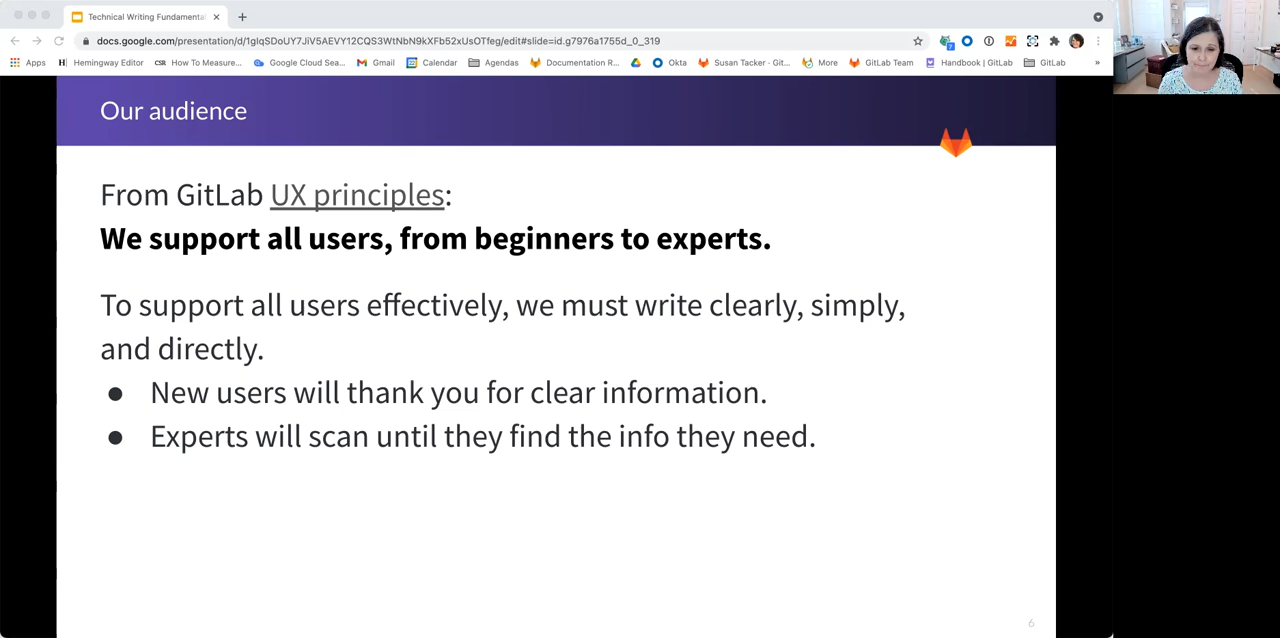 Technical Writing Fundamental
docs.google.com/presentation/d/1glqSDoUY7JiV5AEVY12CQS3WtNbN9kXFb52xUsOTfeg/edit#slide=id.g7976a1755d_0_319
Apps
Hemingway Editor
CSR How To Measure...
Google Cloud Sea...
Gmail
Calendar
Agendas
Documentation R...
Okta
Susan Tacker · Git...
More
GitLab Team
Handbook | GitLab
GitLab
»
Our audience
From GitLab UX principles:
We support all users, from beginners to experts.
To support all users effectively, we must write clearly, simply,
and directly.
● New users will thank you for clear information.
● Experts will scan until they find the info they need.
6